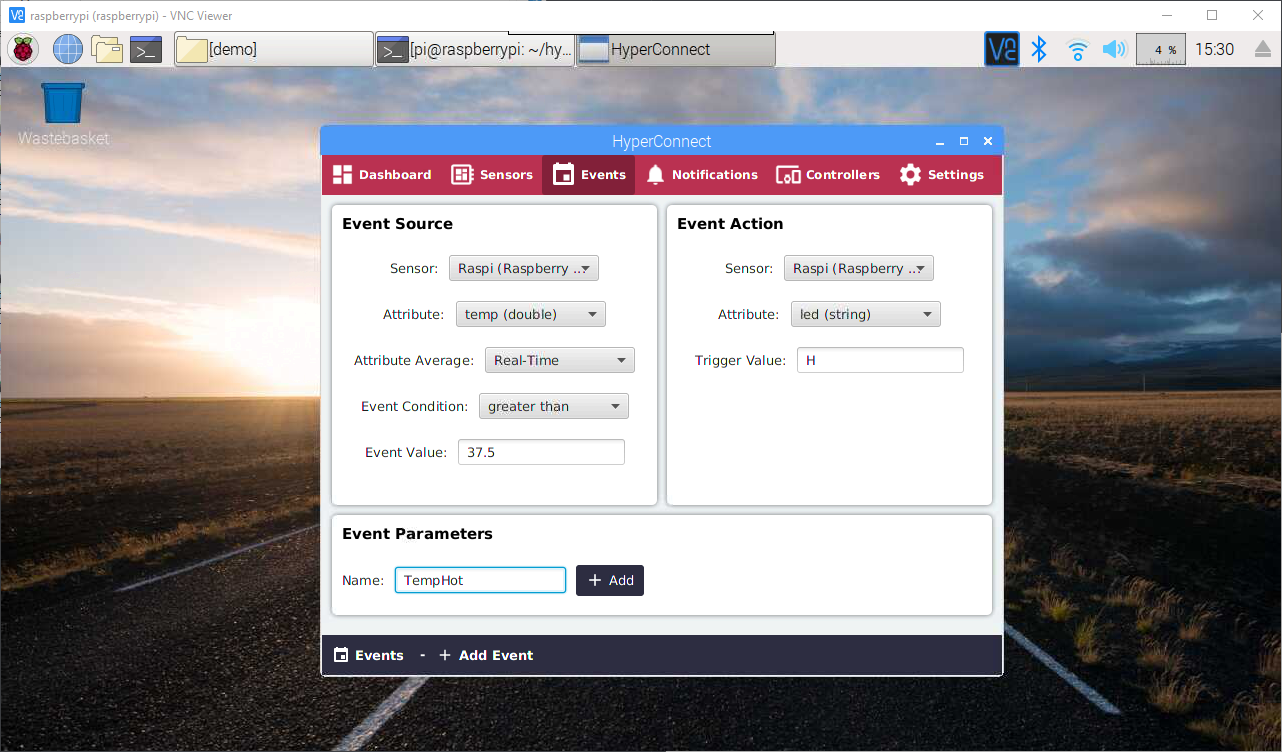 raspberrypi (raspberrypi) - VNC Viewer
[demo]
[pi@raspberrypi: ~/hy...
HyperConnect
4 %
15:30
Wastebasket
HyperConnect
Dashboard
Sensors
Events
Notifications
Controllers
Settings
Event Source
Sensor: Raspi (Raspberry ...
Attribute: temp (double)
Attribute Average: Real-Time
Event Condition: greater than
Event Value: 37.5
Event Action
Sensor: Raspi (Raspberry ...
Attribute: led (string)
Trigger Value: H
Event Parameters
Name: TempHot + Add
Events - + Add Event